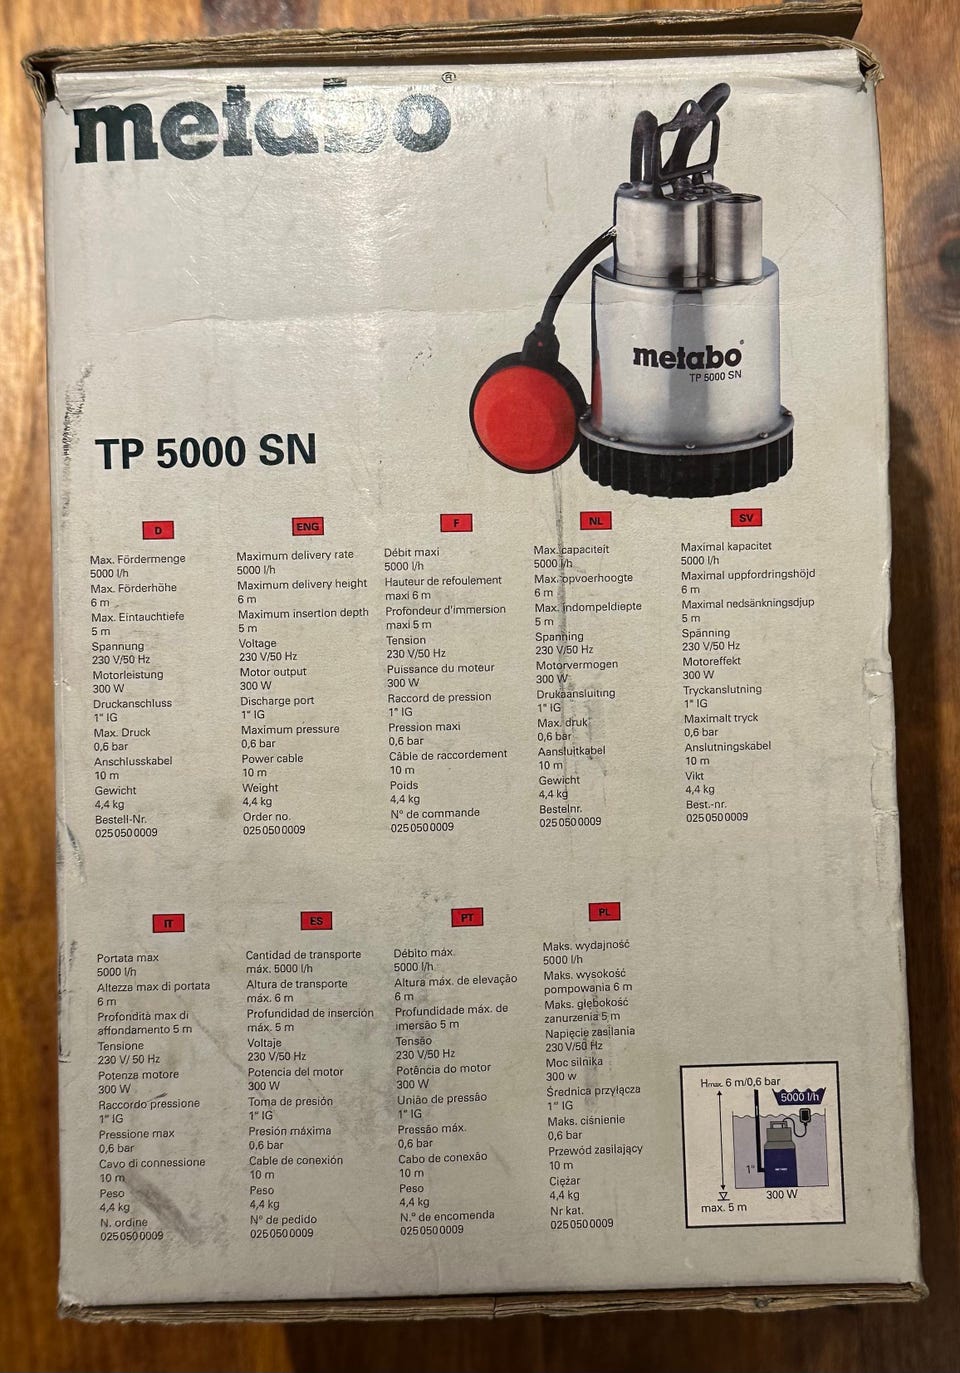 metabo®
metabo®
TP 5000 SN
TP 5000 SN
D
Max. Fördermenge
5000 l/h
Max. Förderhöhe
6 m
Max. Eintauchtiefe
5 m
Spannung
230 V/50 Hz
Motorleistung
300 W
Druckanschluss
1" IG
Max. Druck
0,6 bar
Anschlusskabel
10 m
Gewicht
4,4 kg
Bestell-Nr.
025 050 0009
ENG
Maximum delivery rate
5000 l/h
Maximum delivery height
6 m
Maximum insertion depth
5 m
Voltage
230 V/50 Hz
Motor output
300 W
Discharge port
1" IG
Maximum pressure
0,6 bar
Power cable
10 m
Weight
4,4 kg
Order no.
025 050 0009
F
Débit maxi
5000 l/h
Hauteur de refoulement
maxi 6 m
Profondeur d'immersion
maxi 5 m
Tension
230 V/50 Hz
Puissance du moteur
300 W
Raccord de pression
1" IG
Pression maxi
0,6 bar
Câble de raccordement
10 m
Poids
4,4 kg
N° de commande
025 050 0009
NL
Max. capaciteit
5000 l/h
Max. opvoerhoogte
6 m
Max. indompeldiepte
5 m
Spanning
230 V/50 Hz
Motorvermogen
300 W
Drukaansluiting
1" IG
Max. druk
0,6 bar
Aansluitkabel
10 m
Gewicht
4,4 kg
Bestelnr.
025 050 0009
SV
Maximal kapacitet
5000 l/h
Maximal uppfordringshöjd
6 m
Maximal nedsänkningsdjup
5 m
Spänning
230 V/50 Hz
Motoreffekt
300 W
Tryckanslutning
1" IG
Maximalt tryck
0,6 bar
Anslutningskabel
10 m
Vikt
4,4 kg
Best.-nr.
025 050 0009
IT
Portata max
5000 l/h
Altezza max di portata
6 m
Profondità max di
affondamento 5 m
Tensione
230 V/ 50 Hz
Potenza motore
300 W
Raccordo pressione
1" IG
Pressione max
0,6 bar
Cavo di connessione
10 m
Peso
4,4 kg
N. ordine
025 050 0009
ES
Cantidad de transporte
máx. 5000 l/h
Altura de transporte
máx. 6 m
Profundidad de inserción
máx. 5 m
Voltaje
230 V/50 Hz
Potencia del motor
300 W
Toma de presión
1" IG
Presión máxima
0,6 bar
Cable de conexión
10 m
Peso
4,4 kg
N° de pedido
025 050 0009
PT
Débito máx.
5000 l/h
Altura máx. de elevação
6 m
Profundidade máx. de
imersão 5 m
Tensão
230 V/50 Hz
Potência do motor
300 W
União de pressão
1" IG
Pressão máx.
0,6 bar
Cabo de conexão
10 m
Peso
4,4 kg
N.° de encomenda
025 050 0009
PL
Maks. wydajność
5000 l/h
Maks. wysokość
pompowania 6 m
Maks. głębokość
zanurzenia 5 m
Napięcie zasilania
230 V/50 Hz
Moc silnika
300 w
Średnica przyłącza
1" IG
Maks. ciśnienie
0,6 bar
Przewód zasilający
10 m
Ciężar
4,4 kg
Nr kat.
025 050 0009
Hmax. 6 m/0,6 bar
5000 l/h
1"
300 W
max. 5 m